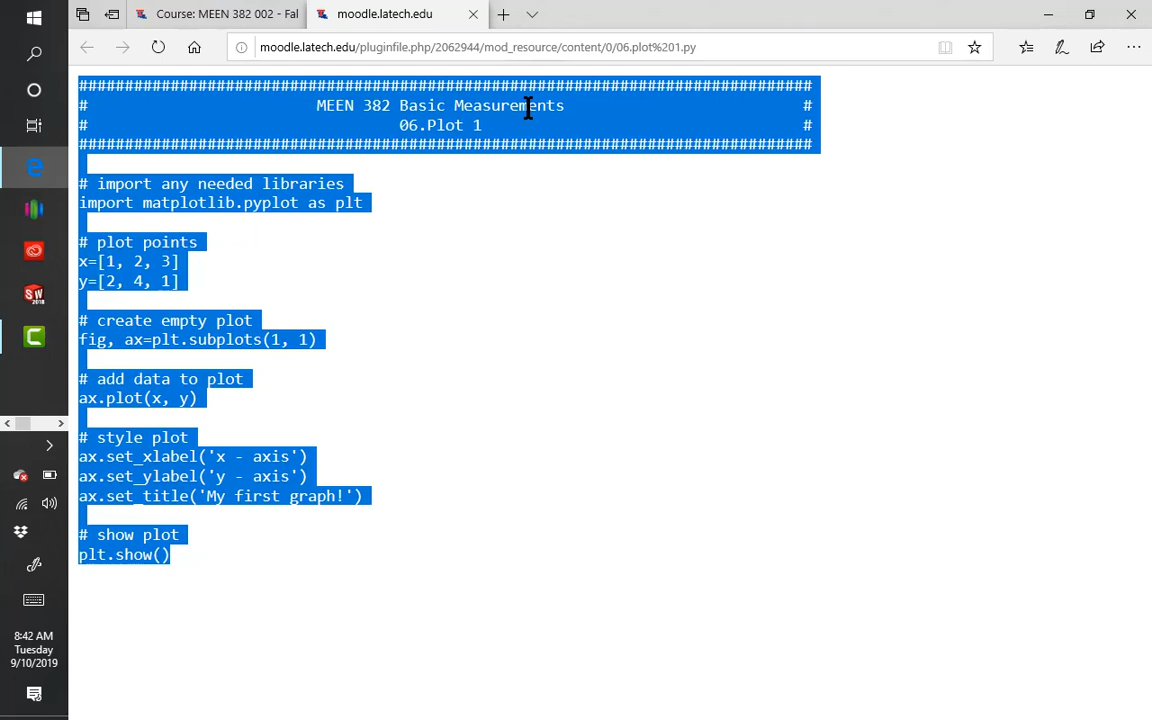 Course: MEEN 382 002 - Fal
moodle.latech.edu
moodle.latech.edu/pluginfile.php/2062944/mod_resource/content/0/06.plot%201.py
################################################################################
# MEEN 382 Basic Measurements #
# 06.Plot 1 #
################################################################################
# import any needed libraries
import matplotlib.pyplot as plt
# plot points
x=[1, 2, 3]
y=[2, 4, 1]
# create empty plot
fig, ax=plt.subplots(1, 1)
# add data to plot
ax.plot(x, y)
# style plot
ax.set_xlabel('x - axis')
ax.set_ylabel('y - axis')
ax.set_title('My first graph!')
# show plot
plt.show()
SW
2018
8:42 AM
Tuesday
9/10/2019